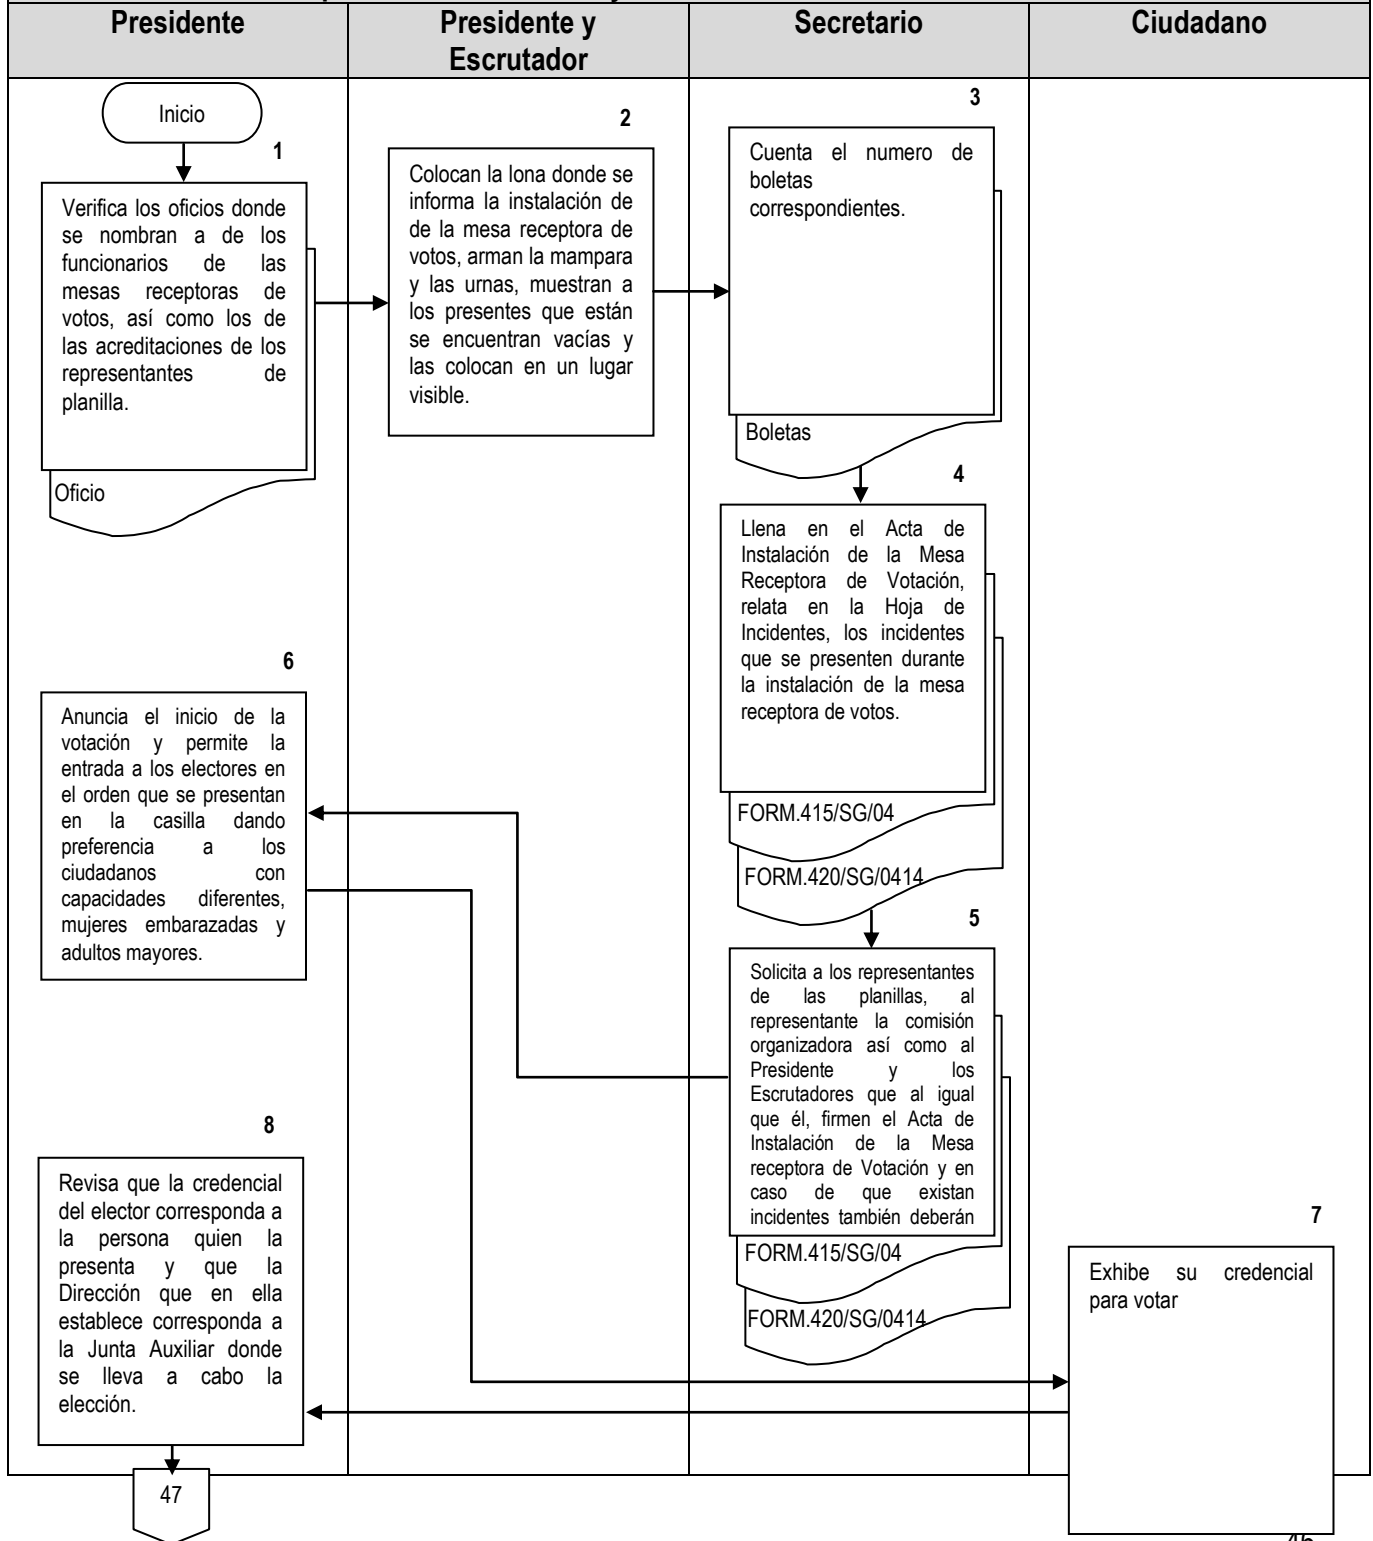 Presidente
Presidente y
Escrutador
Secretario
Ciudadano
Inicio
1
Verifica los oficios donde
se nombran a de los
funcionarios de las
mesas receptoras de
votos, así como los de
las acreditaciones de los
representantes de
planilla.
Oficio
2
Colocan la lona donde se
informa la instalación de
de la mesa receptora de
votos, arman la mampara
y las urnas, muestran a
los presentes que están
se encuentran vacías y
las colocan en un lugar
visible.
3
Cuenta el numero de
boletas
correspondientes.
Boletas
4
Llena en el Acta de
Instalación de la Mesa
Receptora de Votación,
relata en la Hoja de
Incidentes, los incidentes
que se presenten durante
la instalación de la mesa
receptora de votos.
FORM.415/SG/04
FORM.420/SG/0414
5
Solicita a los representantes
de las planillas, al
representante la comisión
organizadora así como al
Presidente y los
Escrutadores que al igual
que él, firmen el Acta de
Instalación de la Mesa
receptora de Votación y en
caso de que existan
incidentes también deberán
FORM.415/SG/04
FORM.420/SG/0414
6
Anuncia el inicio de la
votación y permite la
entrada a los electores en
el orden que se presentan
en la casilla dando
preferencia a los
ciudadanos con
capacidades diferentes,
mujeres embarazadas y
adultos mayores.
7
Exhibe su credencial
para votar
8
Revisa que la credencial
del elector corresponda a
la persona quien la
presenta y que la
Dirección que en ella
establece corresponda a
la Junta Auxiliar donde
se lleva a cabo la
elección.
47